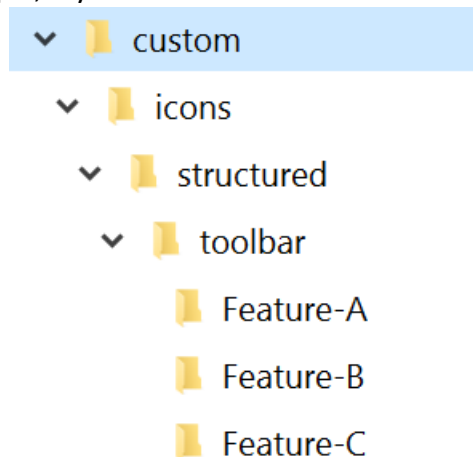 custom
icons
structured
toolbar
Feature-A
Feature-B
Feature-C